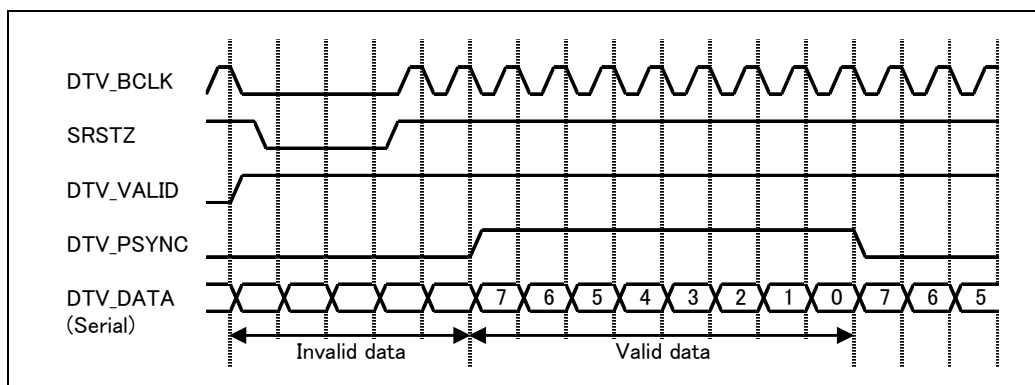 DTV_BCLK
SRSTZ
DTV_VALID
DTV_PSYNC
DTV_DATA
(Serial)
7 6 5 4 3 2 1 0 7 6 5
Invalid data
Valid data